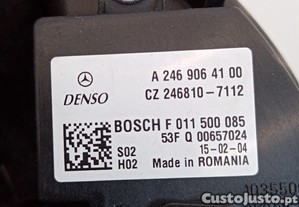 A 246 906 41 00
DENSO CZ 246810-7112
BOSCH F 011 500 085
53F Q 00657024
S02 15-02-04
H02 Made in ROMANIA
custojusto.pt